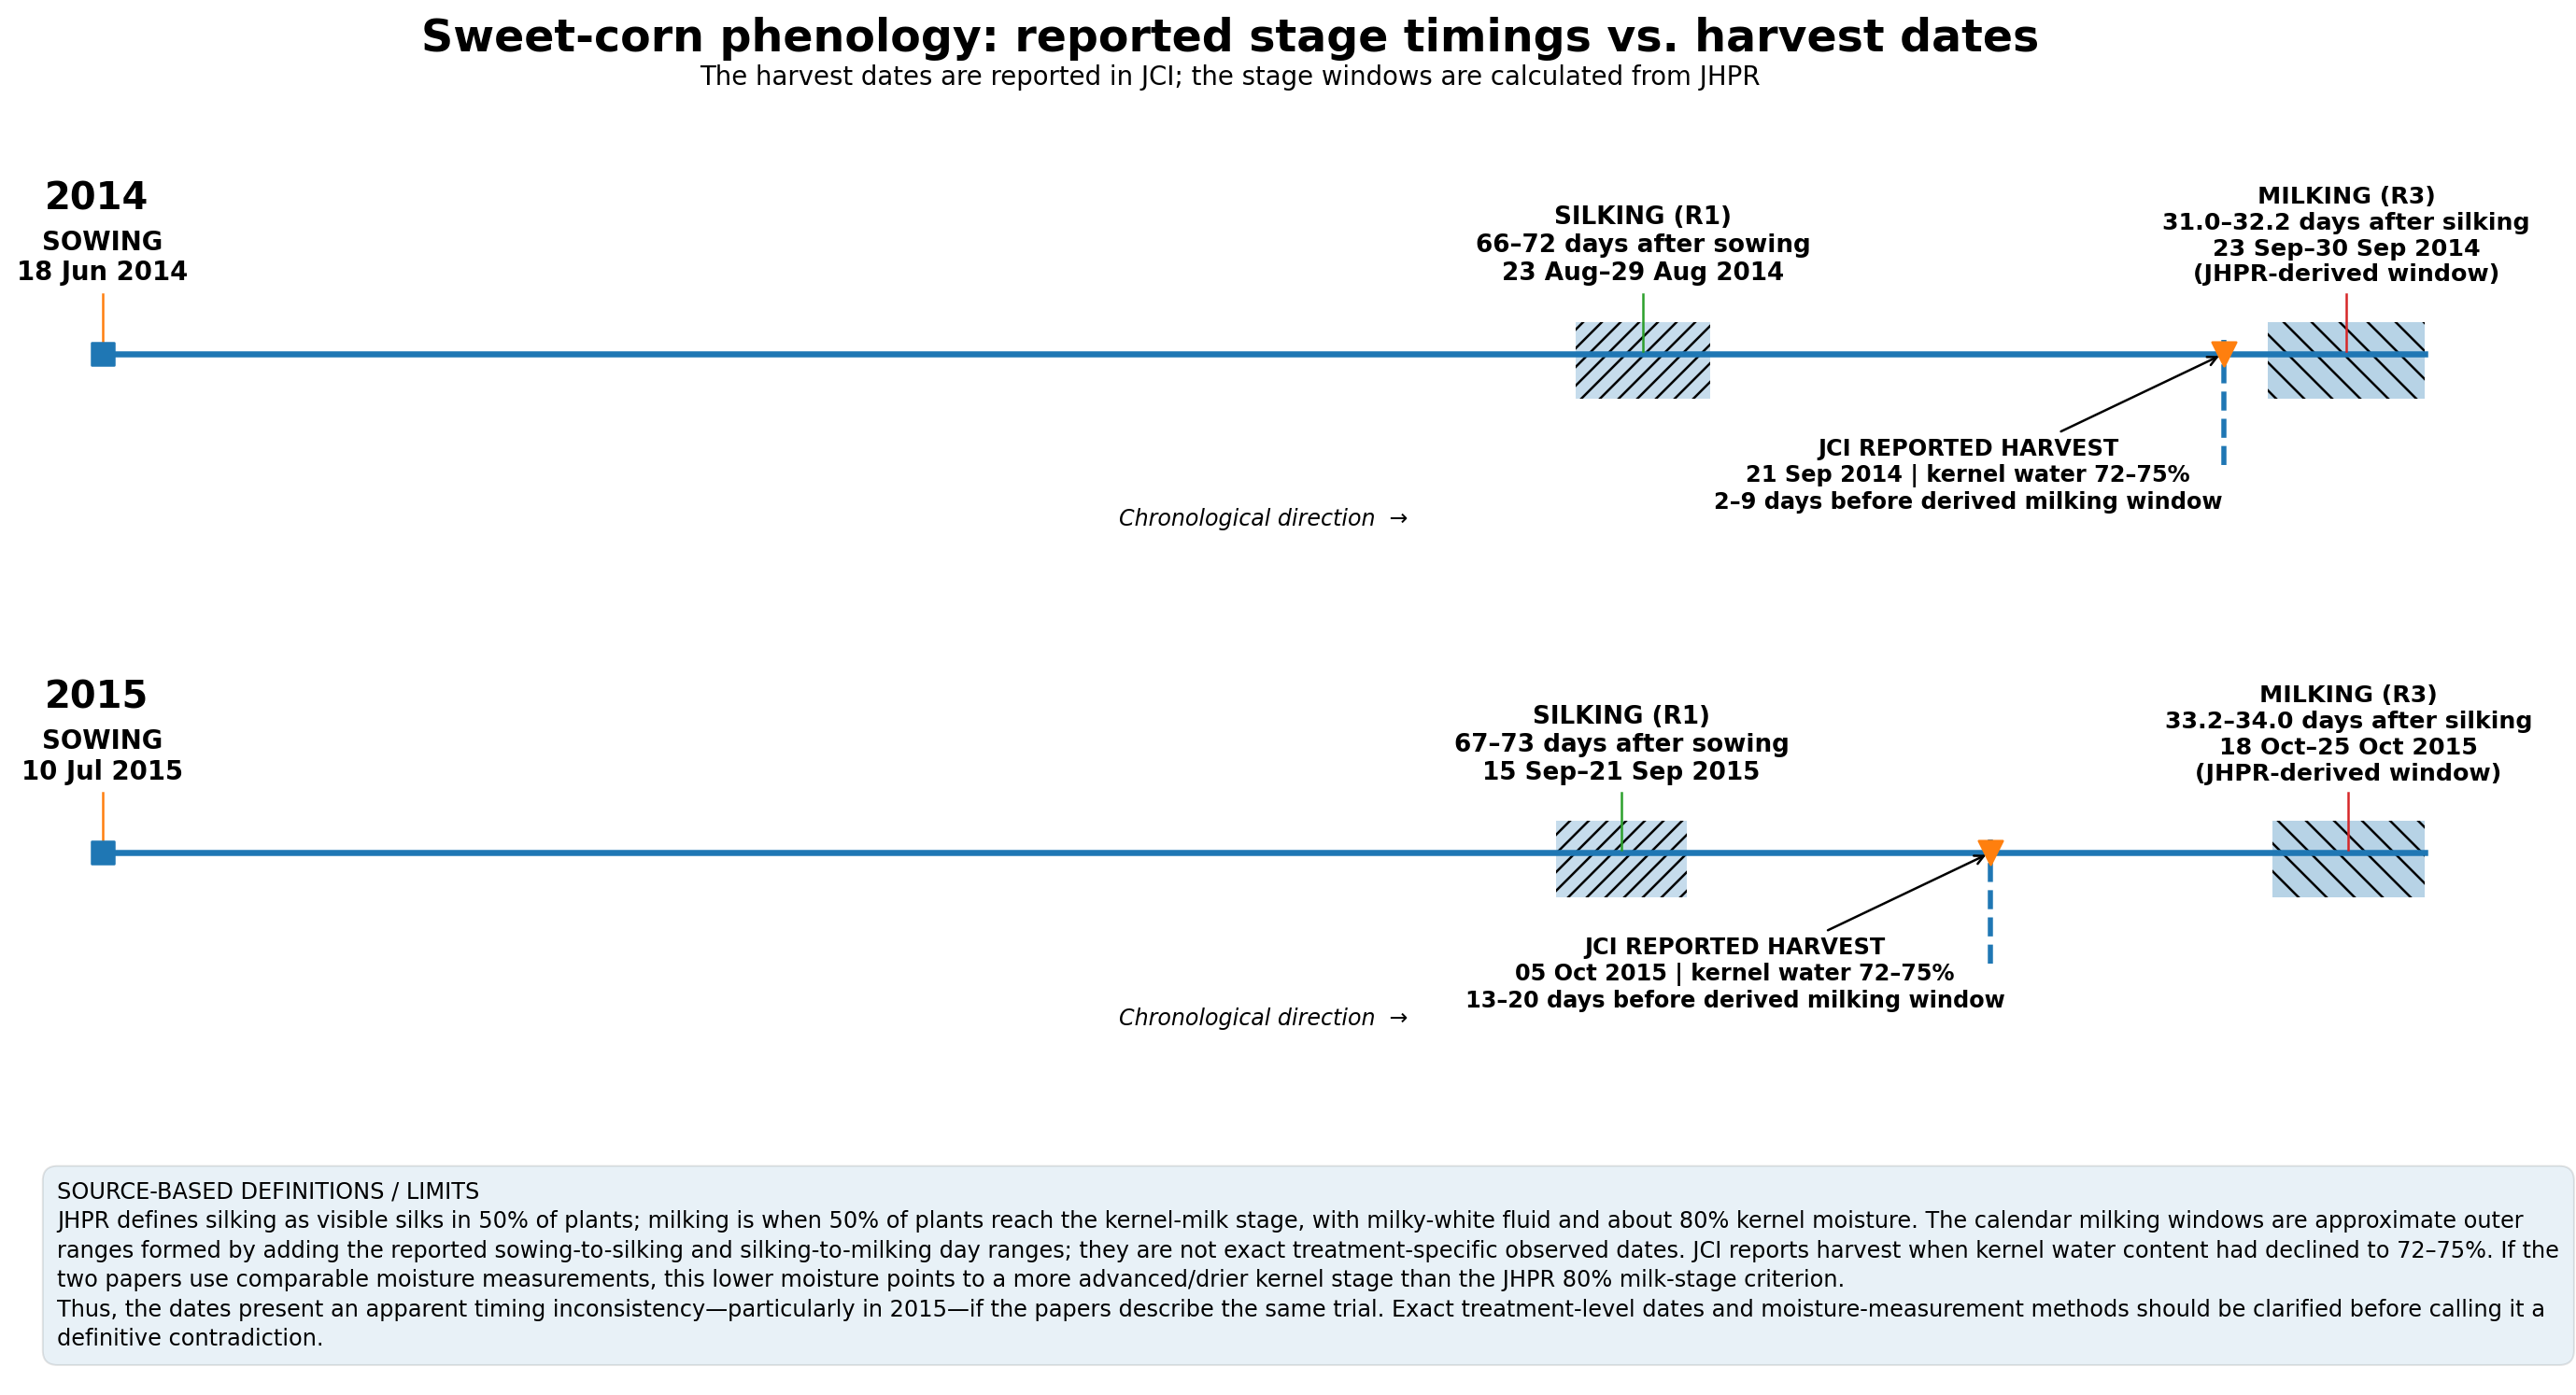 Sweet-corn phenology: reported stage timings vs. harvest dates
The harvest dates are reported in JCI; the stage windows are calculated from JHPR
2014
SOWING
18 Jun 2014
SILKING (R1)
66–72 days after sowing
23 Aug–29 Aug 2014
MILKING (R3)
31.0–32.2 days after silking
23 Sep–30 Sep 2014
(JHPR-derived window)
JCI REPORTED HARVEST
21 Sep 2014 | kernel water 72–75%
2–9 days before derived milking window
Chronological direction →
2015
SOWING
10 Jul 2015
SILKING (R1)
67–73 days after sowing
15 Sep–21 Sep 2015
MILKING (R3)
33.2–34.0 days after silking
18 Oct–25 Oct 2015
(JHPR-derived window)
JCI REPORTED HARVEST
05 Oct 2015 | kernel water 72–75%
13–20 days before derived milking window
Chronological direction →
SOURCE-BASED DEFINITIONS / LIMITS
JHPR defines silking as visible silks in 50% of plants; milking is when 50% of plants reach the kernel-milk stage, with milky-white fluid and about 80% kernel moisture. The calendar milking windows are approximate outer
ranges formed by adding the reported sowing-to-silking and silking-to-milking day ranges; they are not exact treatment-specific observed dates. JCI reports harvest when kernel water content had declined to 72–75%. If the
two papers use comparable moisture measurements, this lower moisture points to a more advanced/drier kernel stage than the JHPR 80% milk-stage criterion.
Thus, the dates present an apparent timing inconsistency—particularly in 2015—if the papers describe the same trial. Exact treatment-level dates and moisture-measurement methods should be clarified before calling it a
definitive contradiction.